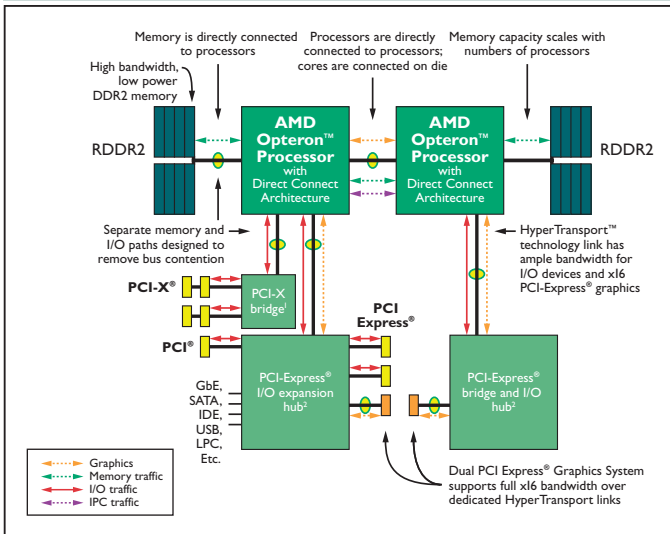 Memory is directly connected
to processors
Processors are directly
connected to processors;
cores are connected on die
Memory capacity scales with
numbers of processors
High bandwidth,
low power
DDR2 memory
RDDR2
AMD
Opteron™
Processor
with
Direct Connect
Architecture
AMD
Opteron™
Processor
with
Direct Connect
Architecture
RDDR2
Separate memory and
I/O paths designed to
remove bus contention
HyperTransport™
technology link has
ample bandwidth for
I/O devices and x16
PCI-Express® graphics
PCI-X®
PCI-X
bridge¹
PCI®
PCI
Express®
PCI-Express®
I/O expansion
hub²
PCI-Express®
bridge and I/O
hub²
GbE,
SATA,
IDE,
USB,
LPC,
Etc.
Graphics
Memory traffic
I/O traffic
IPC traffic
Dual PCI Express® Graphics System
supports full x16 bandwidth over
dedicated HyperTransport links